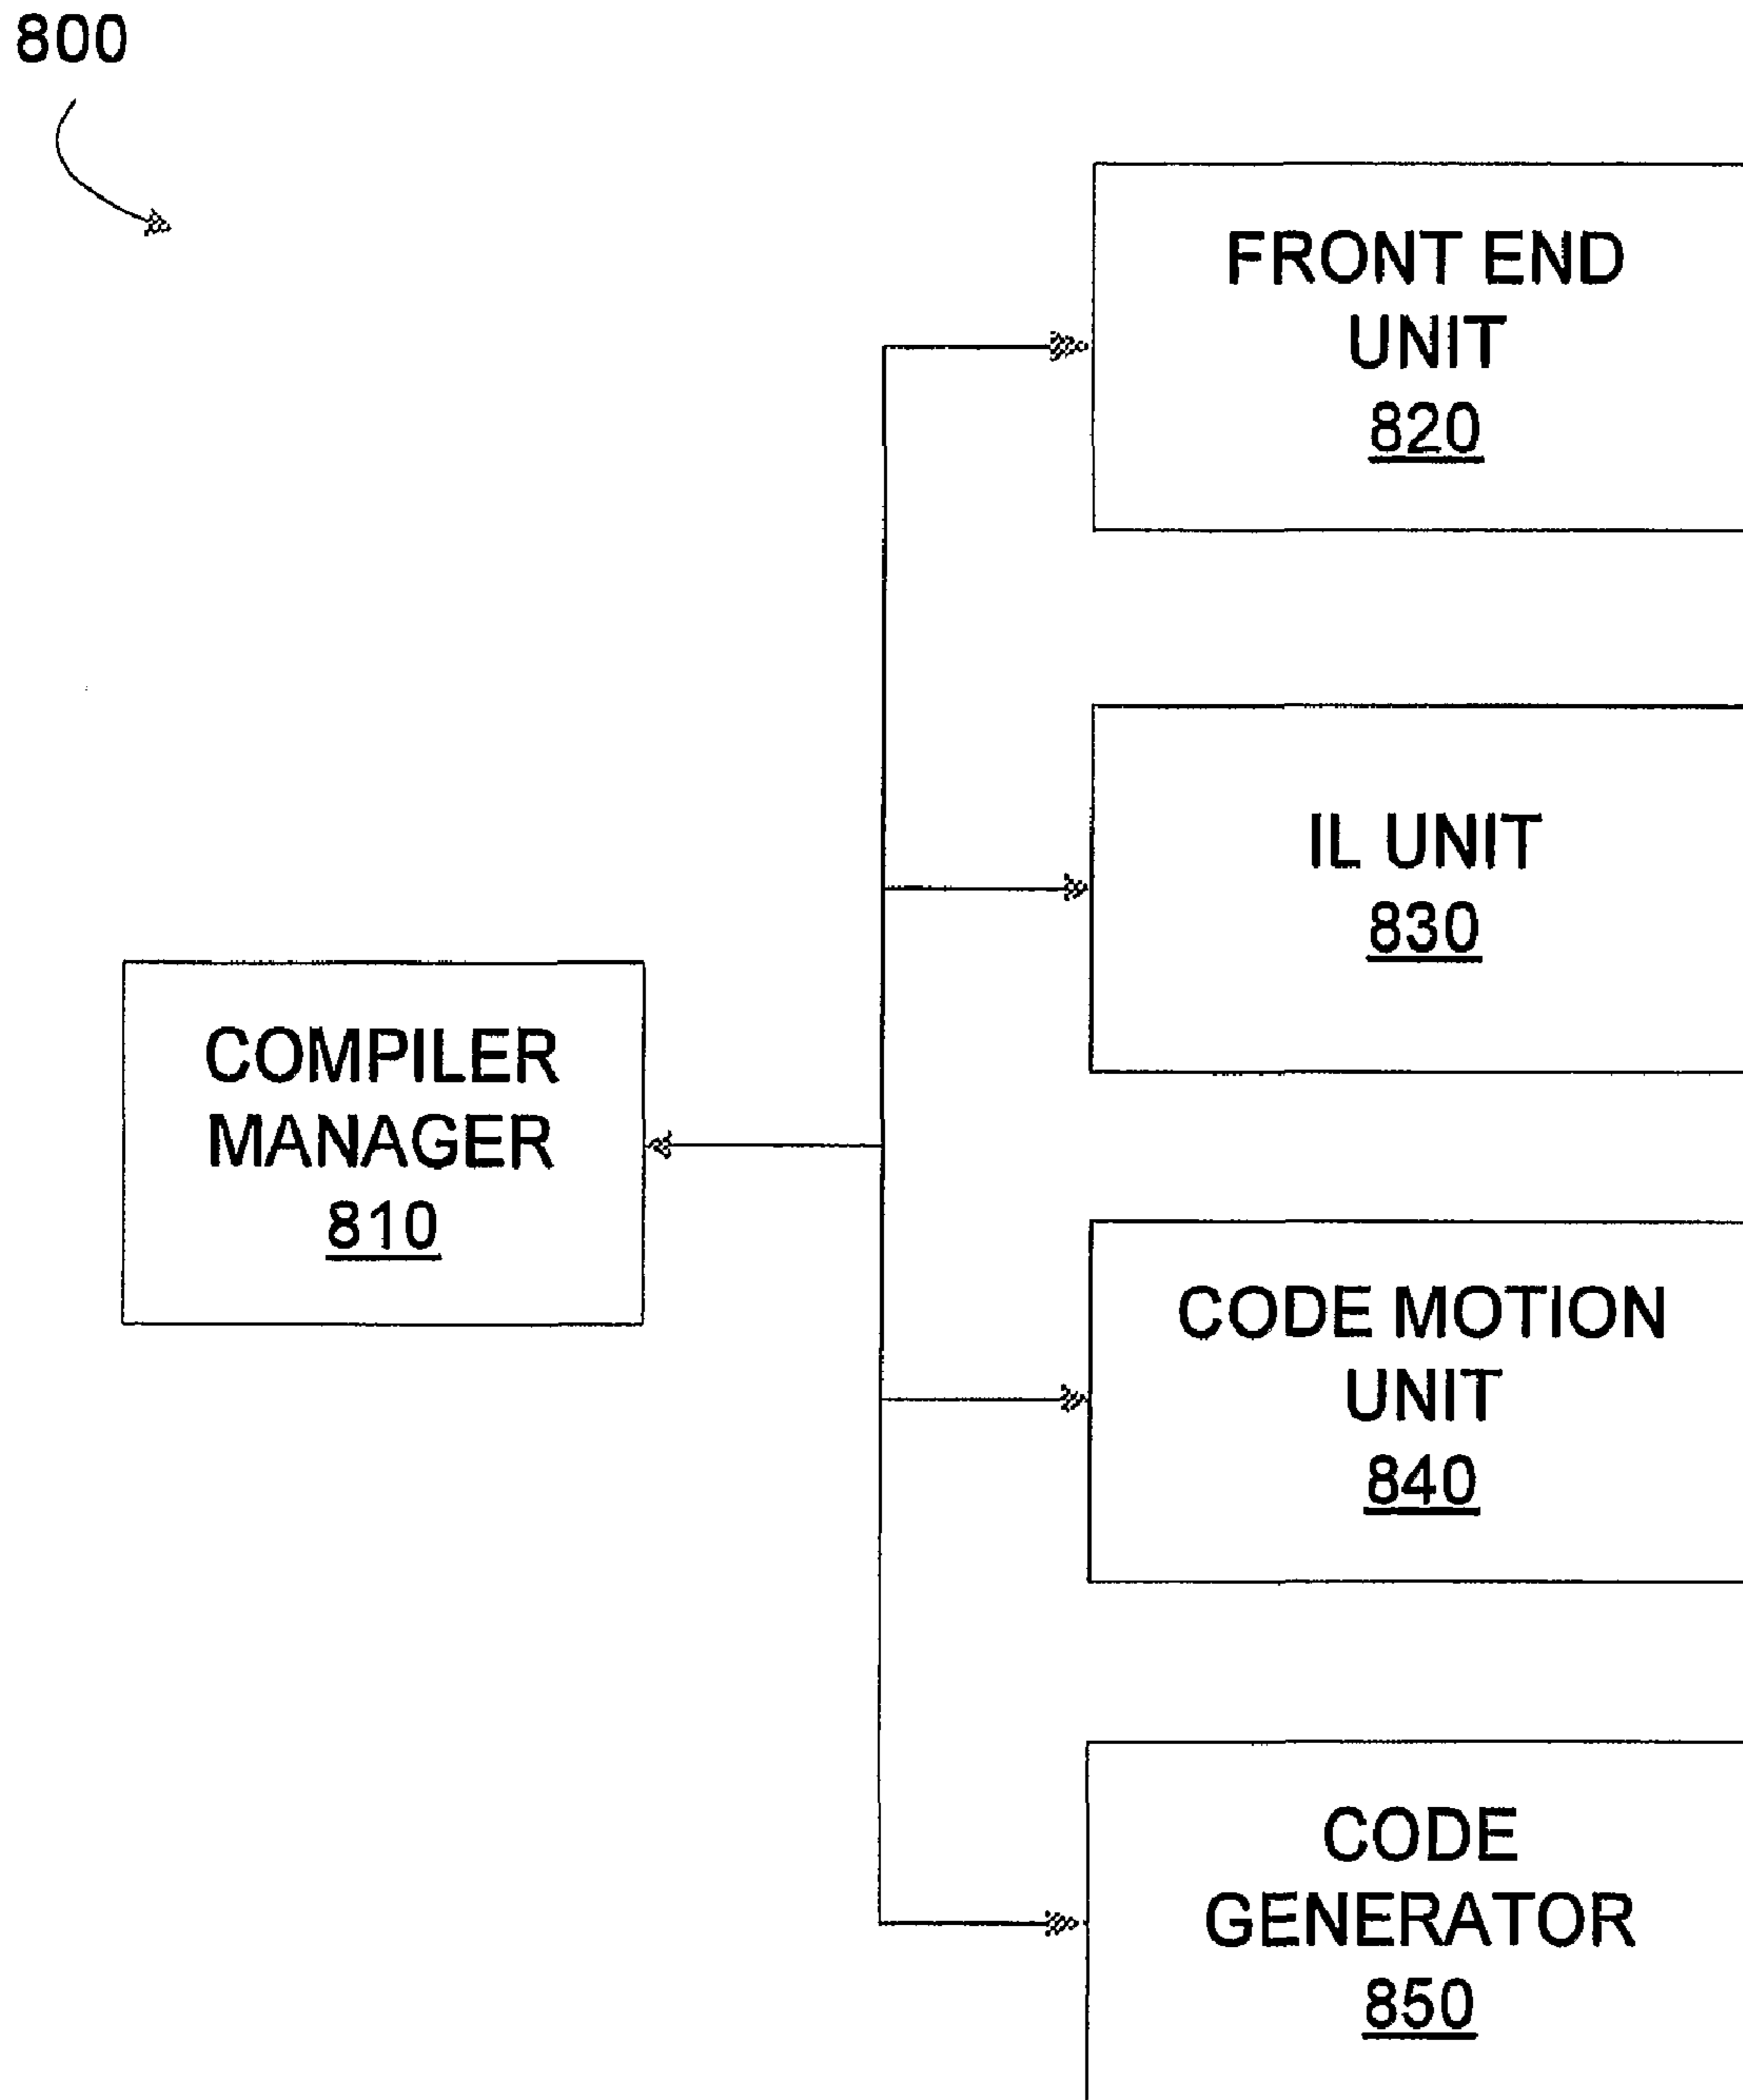 800
FRONT END
UNIT
820
IL UNIT
830
COMPILER
MANAGER
810
CODE MOTION
UNIT
840
CODE
GENERATOR
850